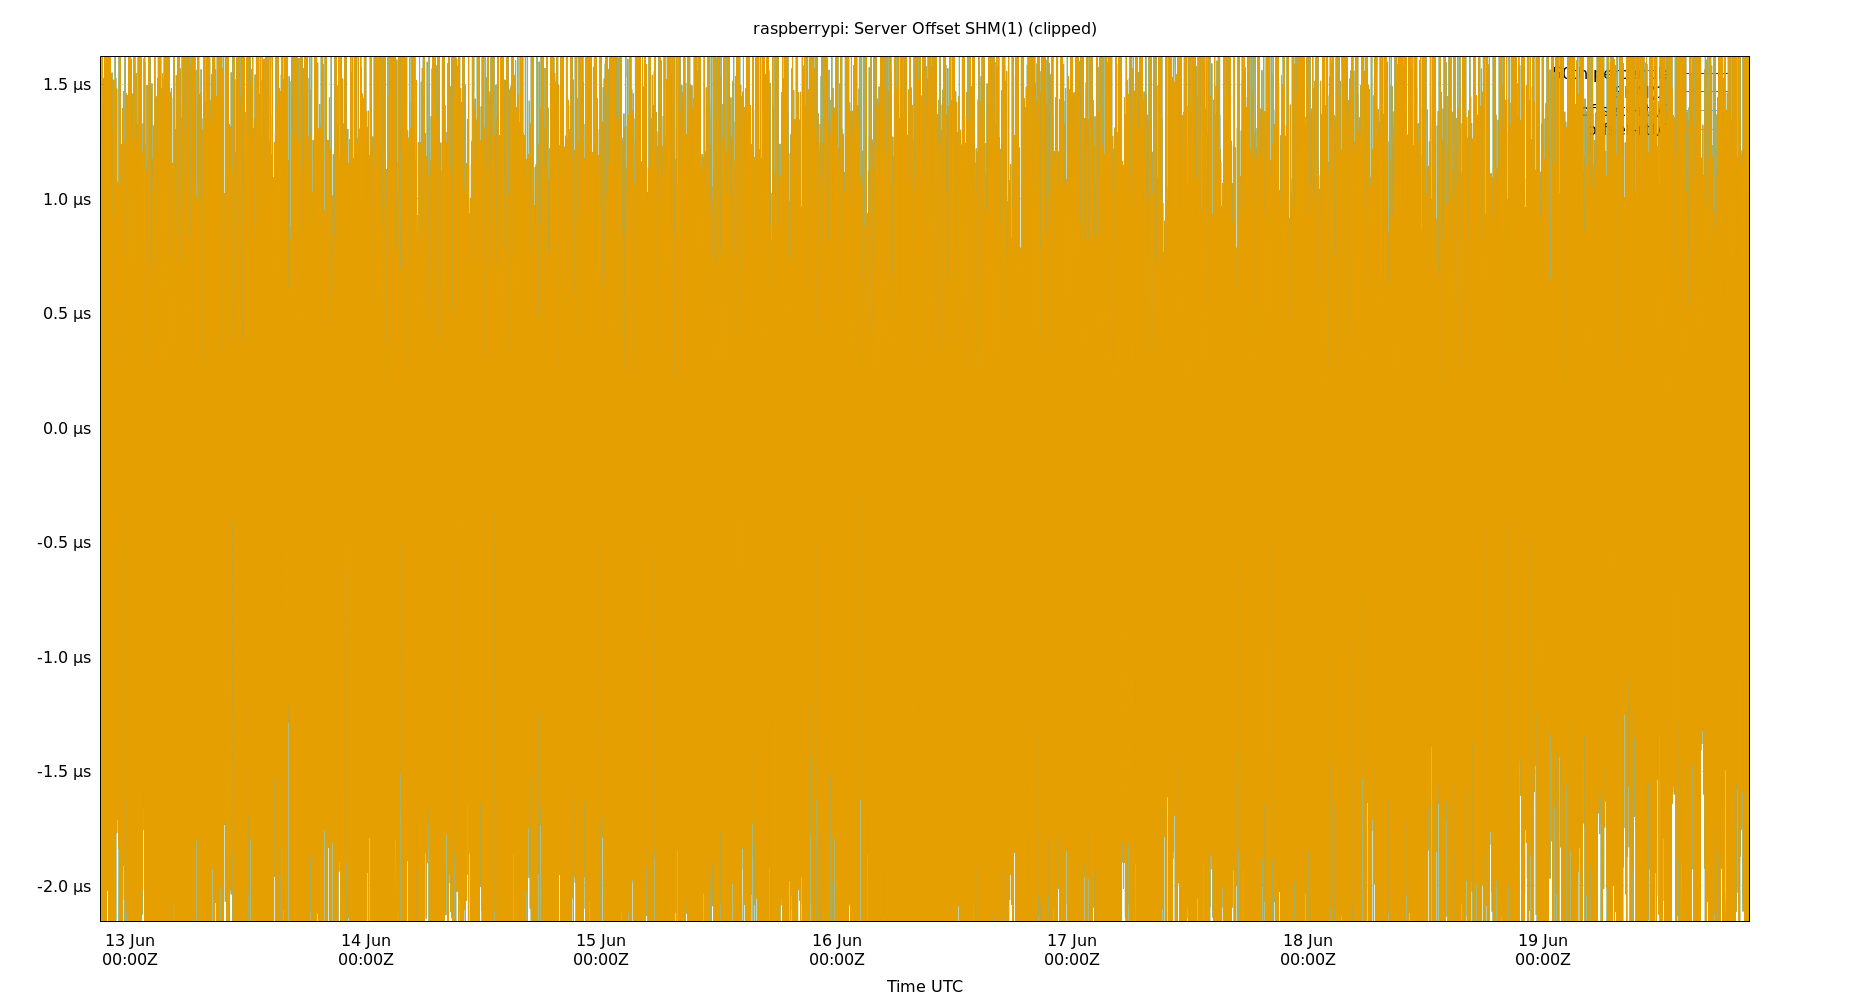 raspberrypi: Server Offset SHM(1) (clipped)
1.5 µs
1.0 µs
0.5 µs
0.0 µs
-0.5 µs
-1.0 µs
-1.5 µs
-2.0 µs
13 Jun 14 Jun 15 Jun 16 Jun 17 Jun 18 Jun 19 Jun
00:00Z 00:00Z 00:00Z 00:00Z 00:00Z 00:00Z 00:00Z
Time UTC